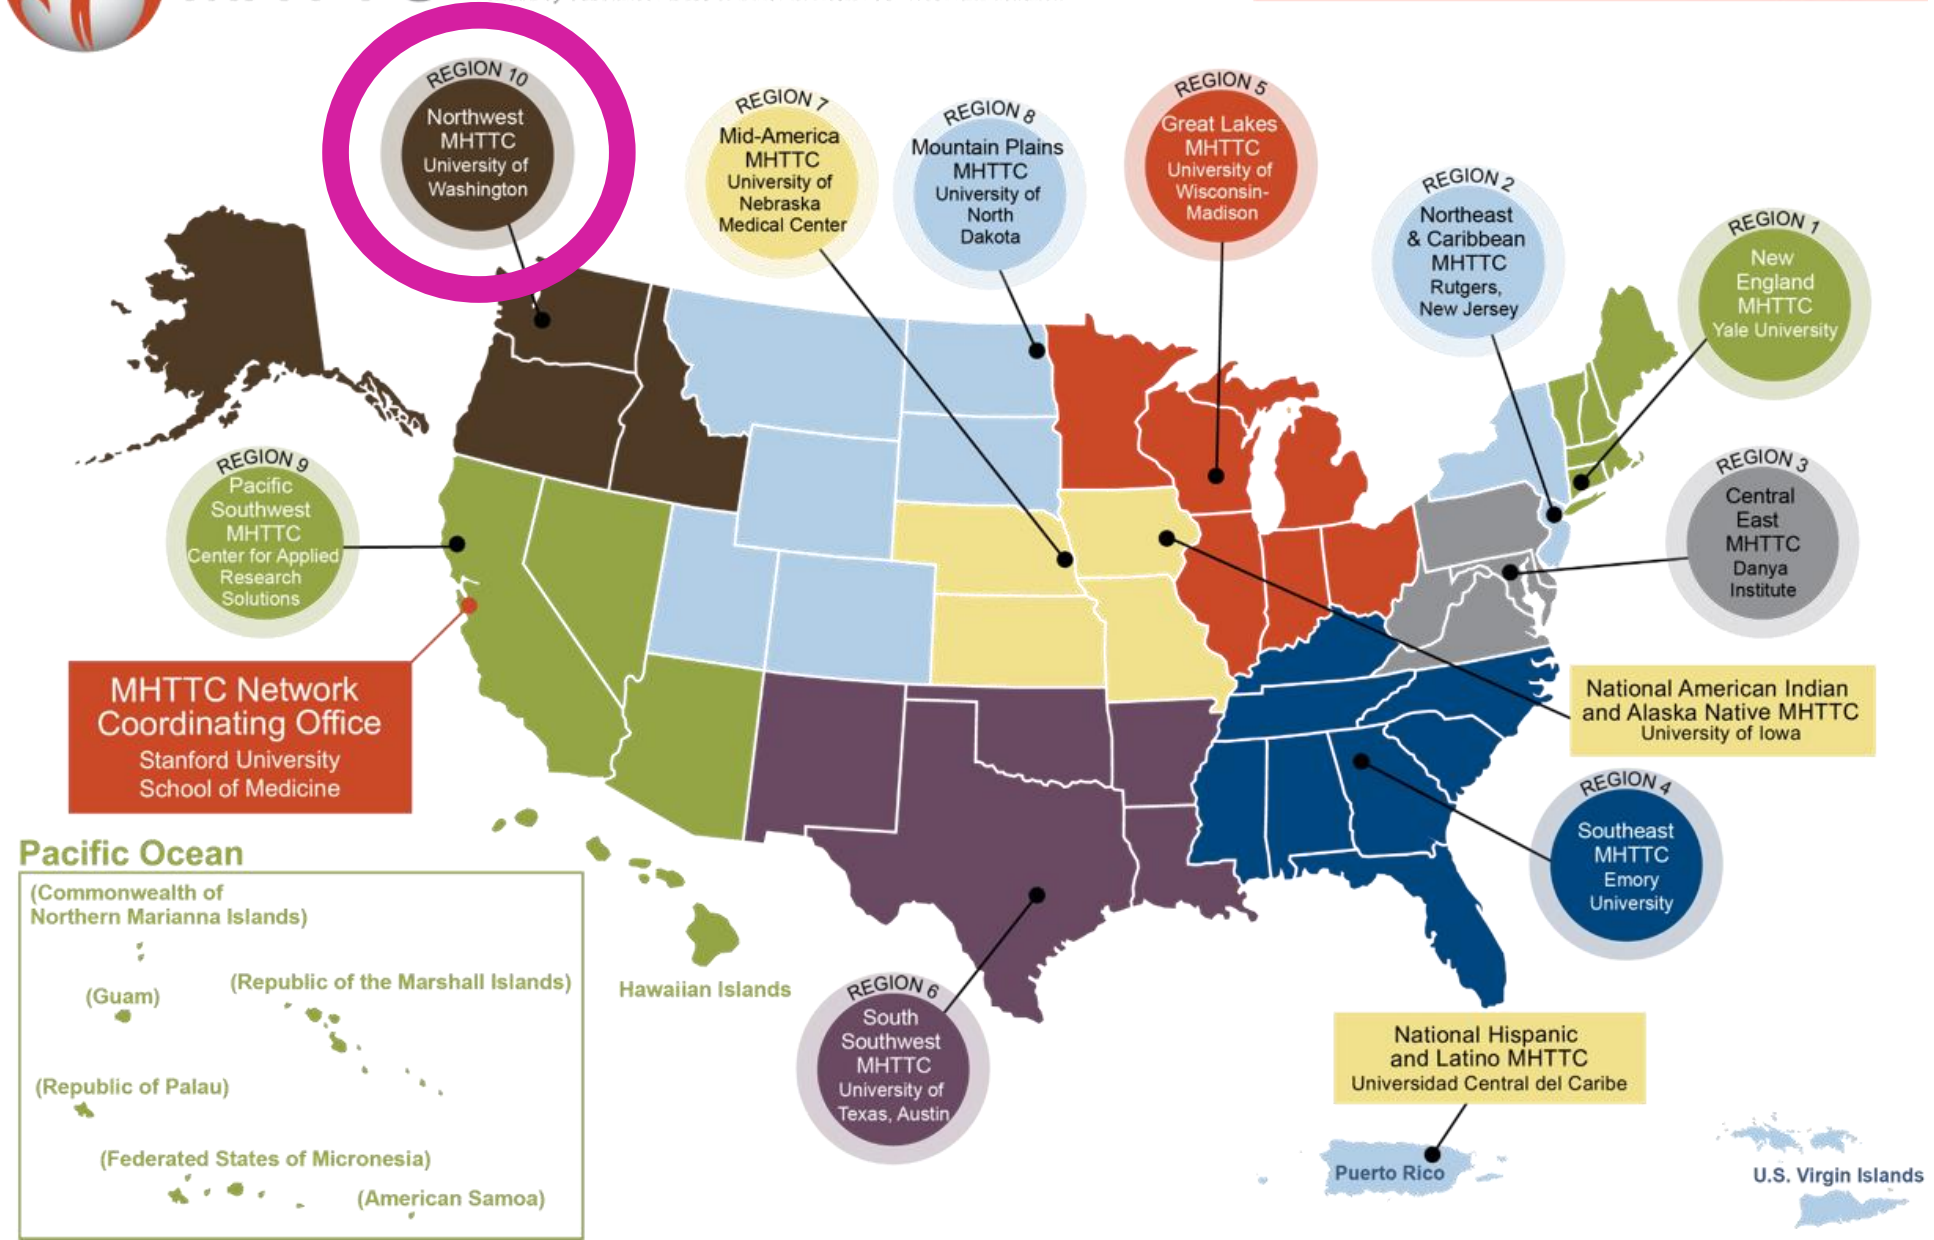 REGION 10
Northwest
MHTTC
University of
Washington
REGION 7
Mid-America
MHTTC
University of
Nebraska
Medical Center
REGION 8
Mountain Plains
MHTTC
University of
North
Dakota
REGION 5
Great Lakes
MHTTC
University of
Wisconsin-
Madison
REGION 2
Northeast
& Caribbean
MHTTC
Rutgers,
New Jersey
REGION 1
New
England
MHTTC
Yale University
REGION 9
Pacific
Southwest
MHTTC
Center for Applied
Research
Solutions
REGION 3
Central
East
MHTTC
Danya
Institute
MHTTC Network
Coordinating Office
Stanford University
School of Medicine
National American Indian
and Alaska Native MHTTC
University of Iowa
REGION 4
Southeast
MHTTC
Emory
University
Pacific Ocean
(Commonwealth of
Northern Marianna Islands)
(Guam)
(Republic of the Marshall Islands)
(Republic of Palau)
(Federated States of Micronesia)
(American Samoa)
Hawaiian Islands
REGION 6
South
Southwest
MHTTC
University of
Texas, Austin
National Hispanic
and Latino MHTTC
Universidad Central del Caribe
Puerto Rico
U.S. Virgin Islands